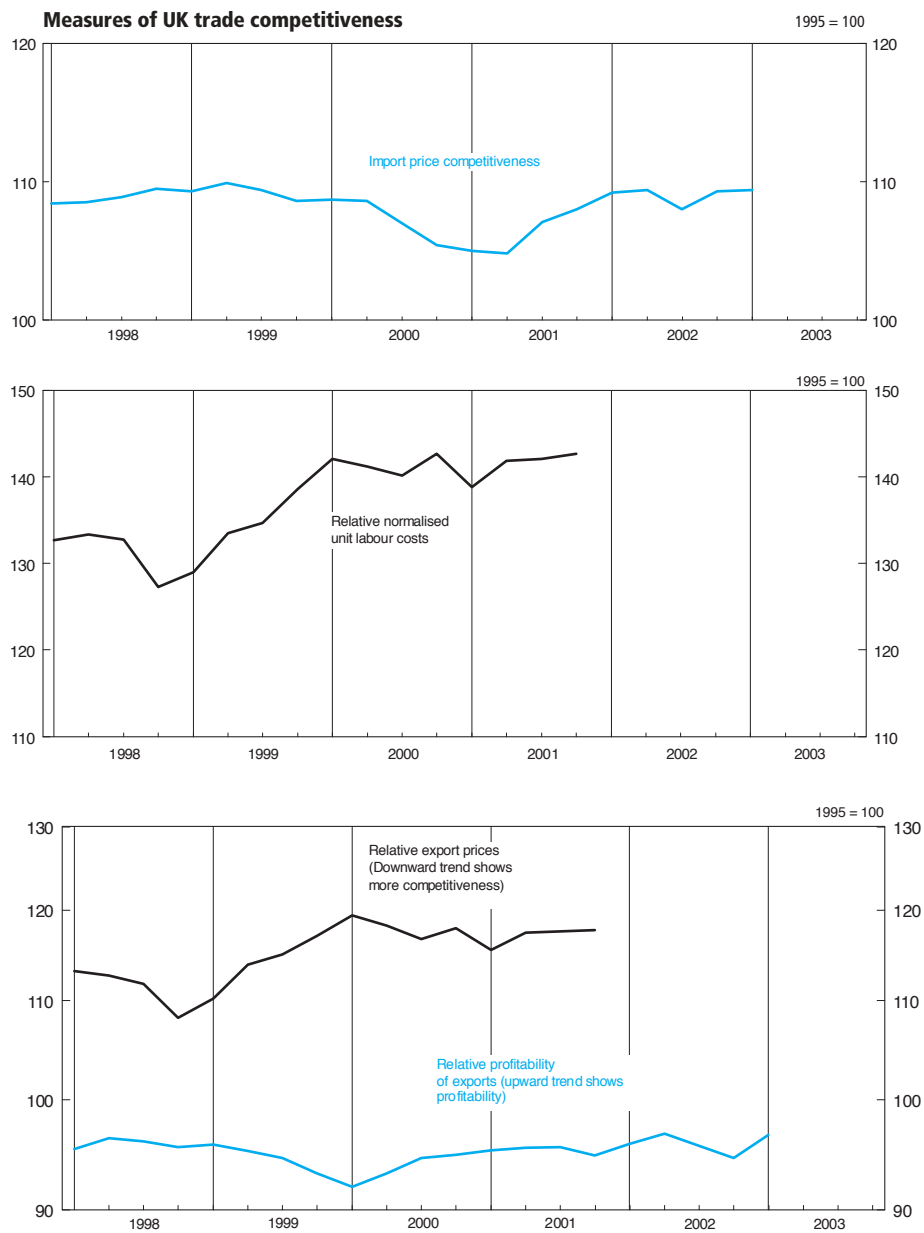 Measures of UK trade competitiveness
1995 = 100
120 120
Import price competitiveness
110 110
100 100
1998 1999 2000 2001 2002 2003
1995 = 100
150 150
140 140
Relative normalised
unit labour costs
130 130
120 120
110 110
1998 1999 2000 2001 2002 2003
1995 = 100
130 130
Relative export prices
(Downward trend shows
more competitiveness)
120 120
110 110
Relative profitability
of exports (upward trend shows
profitability)
100 100
90 90
1998 1999 2000 2001 2002 2003